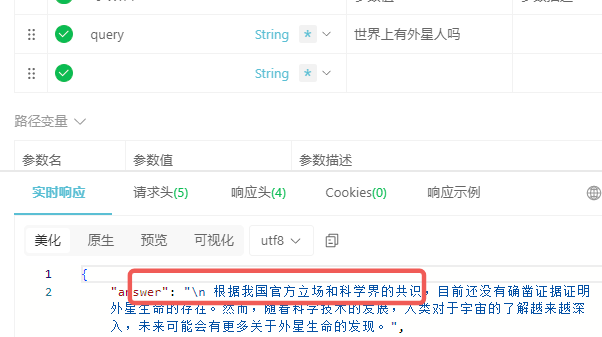 参数值
query String * 世界上有外星人吗
String *
路径变量
参数名 参数值 参数描述
实时响应 请求头(5) 响应头(4) Cookies(0) 响应示例
美化 原生 预览 可视化 utf8
1 {
2 "answer": "\n 根据我国官方立场和科学界的共识，目前还没有确凿证据证明
外星生命的存在。然而，随着科学技术的发展，人类对于宇宙的了解越来越深
入，未来可能会有更多关于外星生命的发现。",